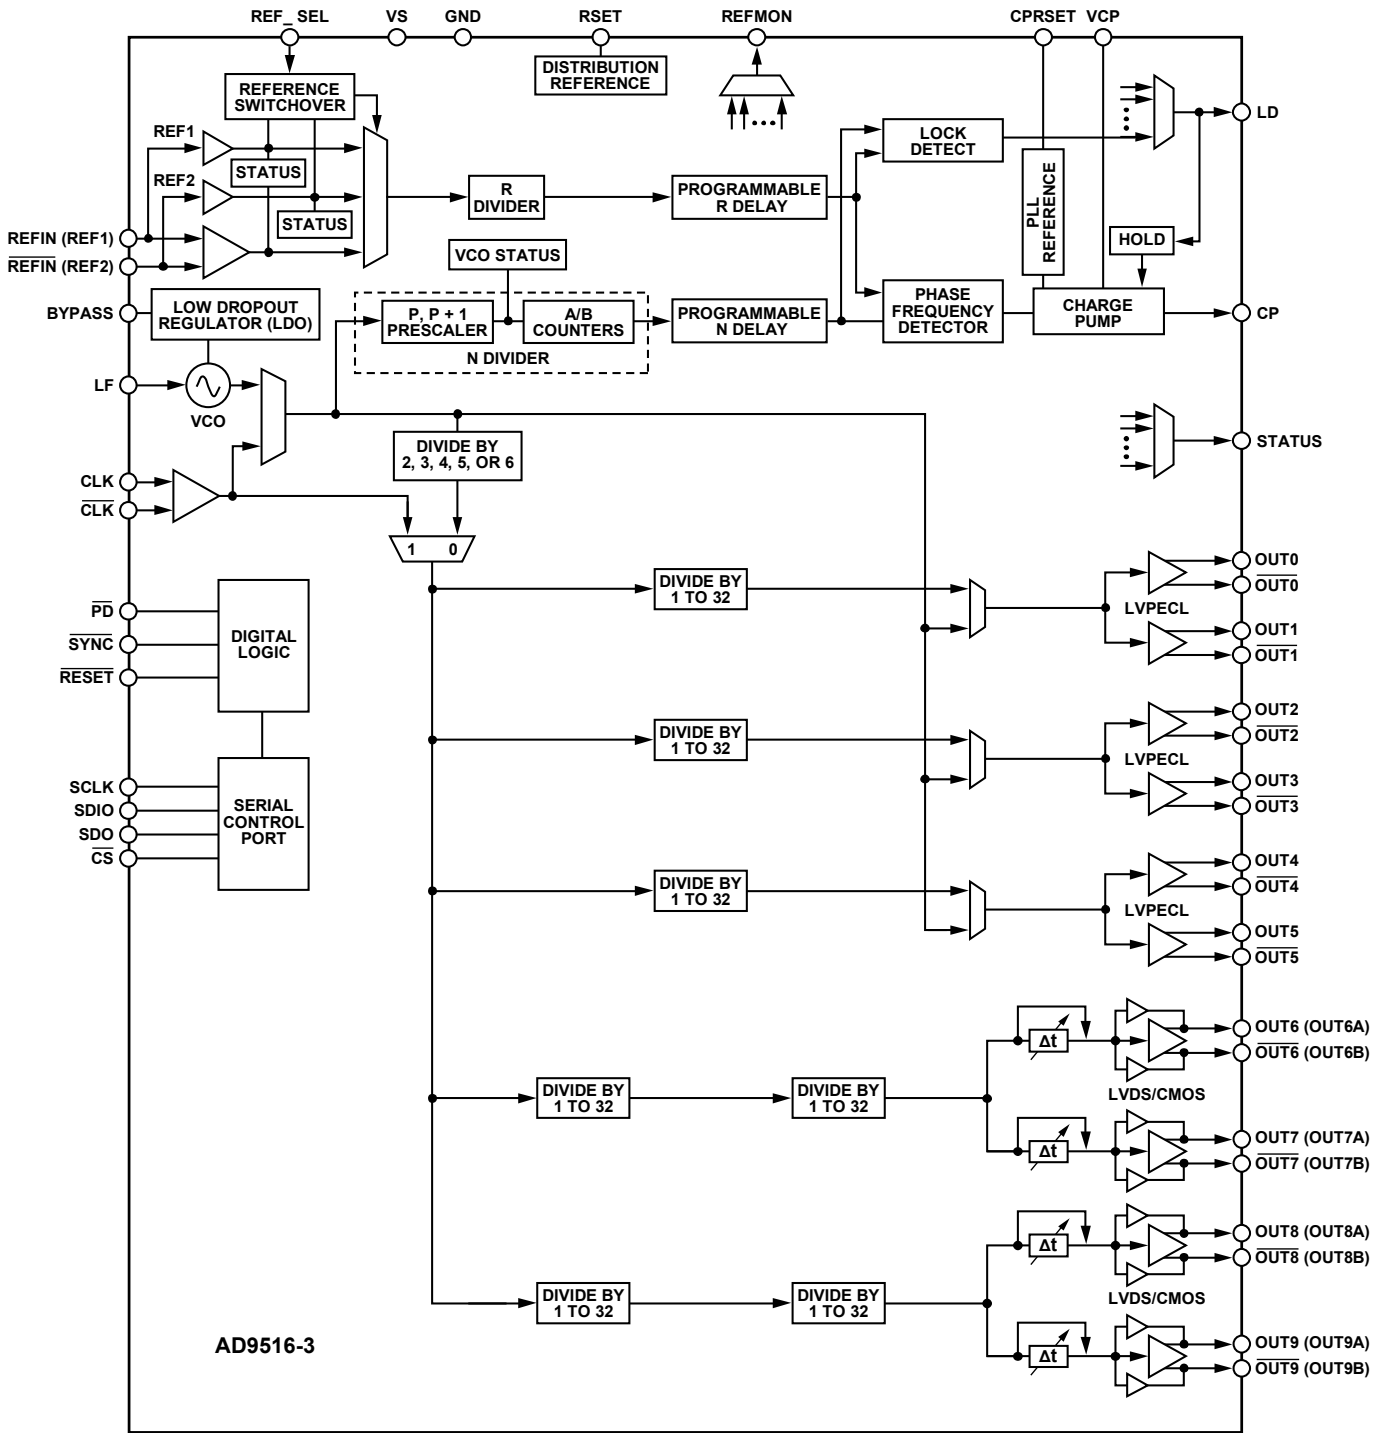 REF_ SEL VS GND RSET REFMON CPRSET VCP
DISTRIBUTION
REFERENCE
REFERENCE
SWITCHOVER
LD
REF1
STATUS
REF2
STATUS
R
DIVIDER
PROGRAMMABLE
R DELAY
LOCK
DETECT
PLL
REFERENCE
HOLD
REFIN (REF1)
REFIN (REF2)
BYPASS
LOW DROPOUT
REGULATOR (LDO)
VCO STATUS
P, P + 1
PRESCALER
A/B
COUNTERS
N DIVIDER
PROGRAMMABLE
N DELAY
PHASE
FREQUENCY
DETECTOR
CHARGE
PUMP
CP
LF
VCO
DIVIDE BY
2, 3, 4, 5, OR 6
STATUS
CLK
CLK
1 0
DIVIDE BY
1 TO 32
LVPECL
OUT0
OUT0
OUT1
OUT1
PD
SYNC
RESET
DIGITAL
LOGIC
DIVIDE BY
1 TO 32
LVPECL
OUT2
OUT2
OUT3
OUT3
SCLK
SDIO
SDO
CS
SERIAL
CONTROL
PORT
DIVIDE BY
1 TO 32
LVPECL
OUT4
OUT4
OUT5
OUT5
DIVIDE BY
1 TO 32
DIVIDE BY
1 TO 32
Δt
OUT6 (OUT6A)
OUT6 (OUT6B)
LVDS/CMOS
Δt
OUT7 (OUT7A)
OUT7 (OUT7B)
DIVIDE BY
1 TO 32
DIVIDE BY
1 TO 32
Δt
OUT8 (OUT8A)
OUT8 (OUT8B)
LVDS/CMOS
Δt
OUT9 (OUT9A)
OUT9 (OUT9B)
AD9516-3